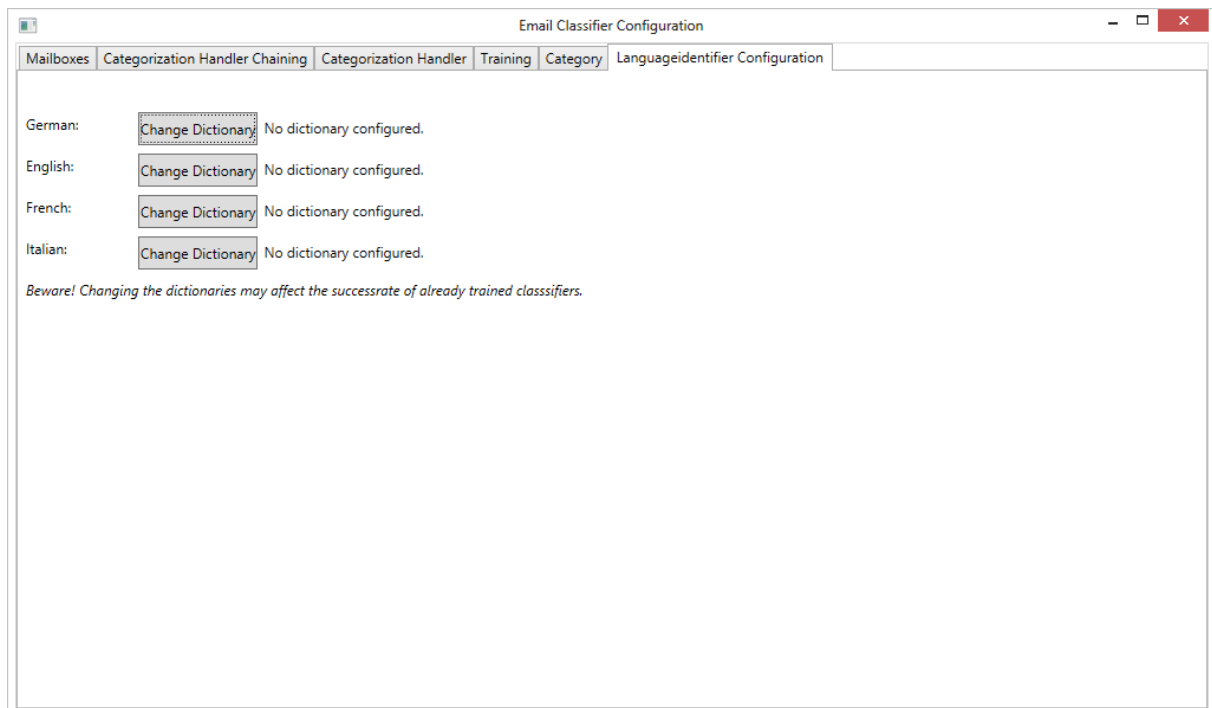 Email Classifier Configuration
Mailboxes Categorization Handler Chaining Categorization Handler Training Category Languageidentifier Configuration
German: Change Dictionary No dictionary configured.
English: Change Dictionary No dictionary configured.
French: Change Dictionary No dictionary configured.
Italian: Change Dictionary No dictionary configured.
Beware! Changing the dictionaries may affect the successrate of already trained classsifiers.